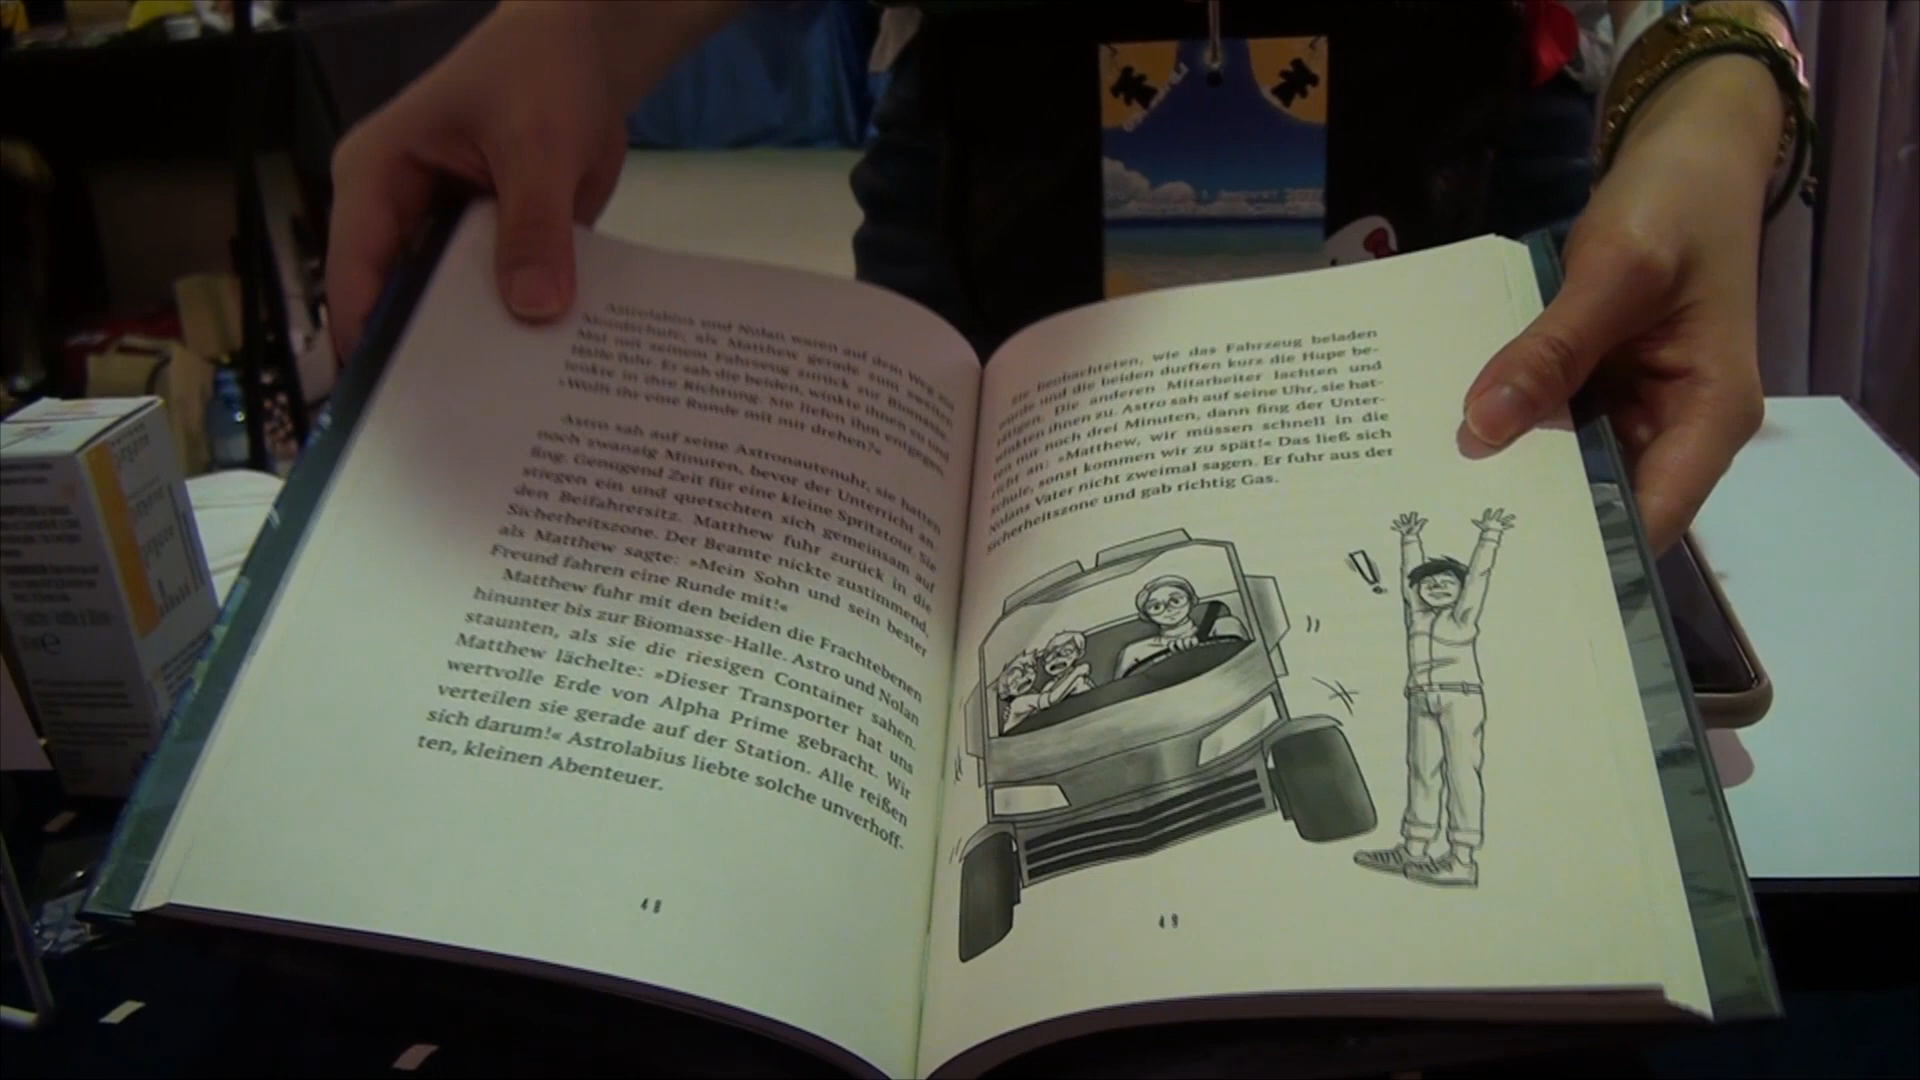 Astrolabius und Nolan waren auf dem Weg zur
Mondschule, als Matthew gerade zum zweiten
Mal mit seinem Fahrzeug zurück zur Biomasse-
Halle fuhr. Er sah die beiden, winkte ihnen zu und
lenkte in ihre Richtung. Sie liefen ihm entgegen.
»Wollt ihr eine Runde mit mir drehen?«
Astro sah auf seine Astronautenuhr, sie hatten
noch zwanzig Minuten, bevor der Unterricht an-
fing. Genügend Zeit für eine kleine Spritztour. Sie
stiegen ein und quetschten sich gemeinsam auf
den Beifahrersitz. Matthew fuhr zurück in die
Sicherheitszone. Der Beamte nickte zustimmend,
als Matthew sagte: »Mein Sohn und sein bester
Freund fahren eine Runde mit!«
Matthew fuhr mit den beiden die Frachtebenen
hinunter bis zur Biomasse-Halle. Astro und Nolan
staunten, als sie die riesigen Container sahen.
Matthew lächelte: »Dieser Transporter hat uns
wertvolle Erde von Alpha Prime gebracht. Wir
verteilen sie gerade auf der Station. Alle reißen
sich darum!« Astrolabius liebte solche unverhoff-
ten, kleinen Abenteuer.
48
Sie beobachteten, wie das Fahrzeug beladen
wurde und die beiden durften kurz die Hupe be-
tätigen. Die anderen Mitarbeiter lachten und
winkten ihnen zu. Astro sah auf seine Uhr, sie hat-
ten nur noch drei Minuten, dann fing der Unter-
richt an: »Matthew, wir müssen schnell in die
Schule, sonst kommen wir zu spät!« Das ließ sich
Nolans Vater nicht zweimal sagen. Er fuhr aus der
Sicherheitszone und gab richtig Gas.
!
49